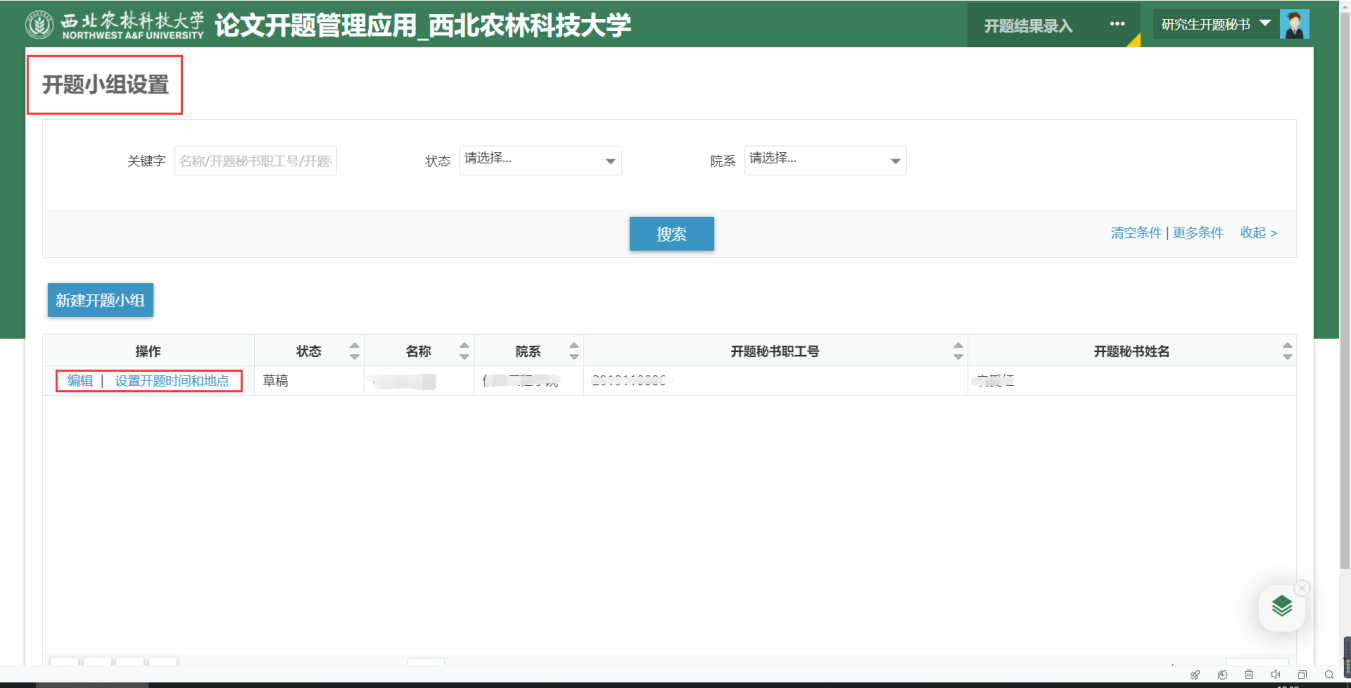 西北农林科技大学
NORTHWEST A&F UNIVERSITY
论文开题管理应用_西北农林科技大学
开题结果录入 ...
研究生开题秘书
开题小组设置
关键字 名称/开题秘书职工号/开题 状态 请选择... 院系 请选择...
搜索
清空条件 | 更多条件 收起 >
新建开题小组
操作 状态 名称 院系 开题秘书职工号 开题秘书姓名
编辑 | 设置开题时间和地点 草稿